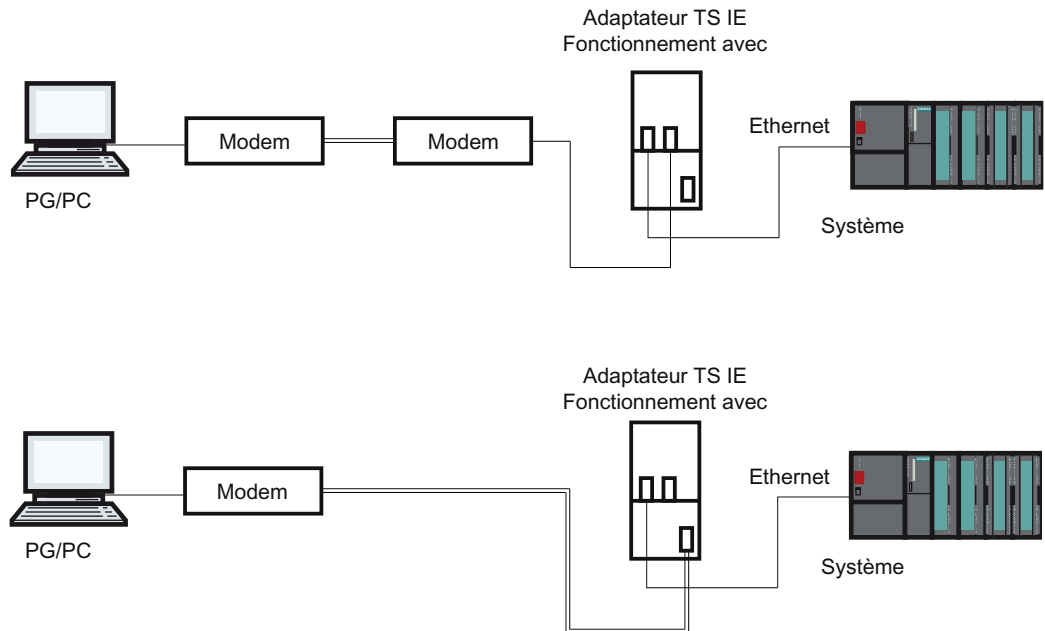 Adaptateur TS IE
Fonctionnement avec
Modem
Modem
Ethernet
PG/PC
Système
Adaptateur TS IE
Fonctionnement avec
Modem
Ethernet
PG/PC
Système